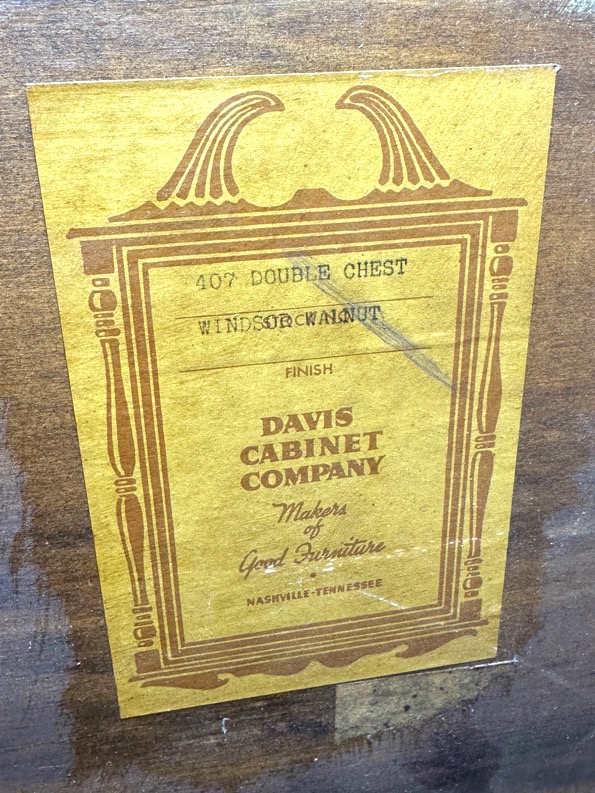 407 DOUBLE CHEST
WINDSOR WALNUT
FINISH
DAVIS
CABINET
COMPANY
Makers
of
Good Furniture
NASHVILLE-TENNESSEE